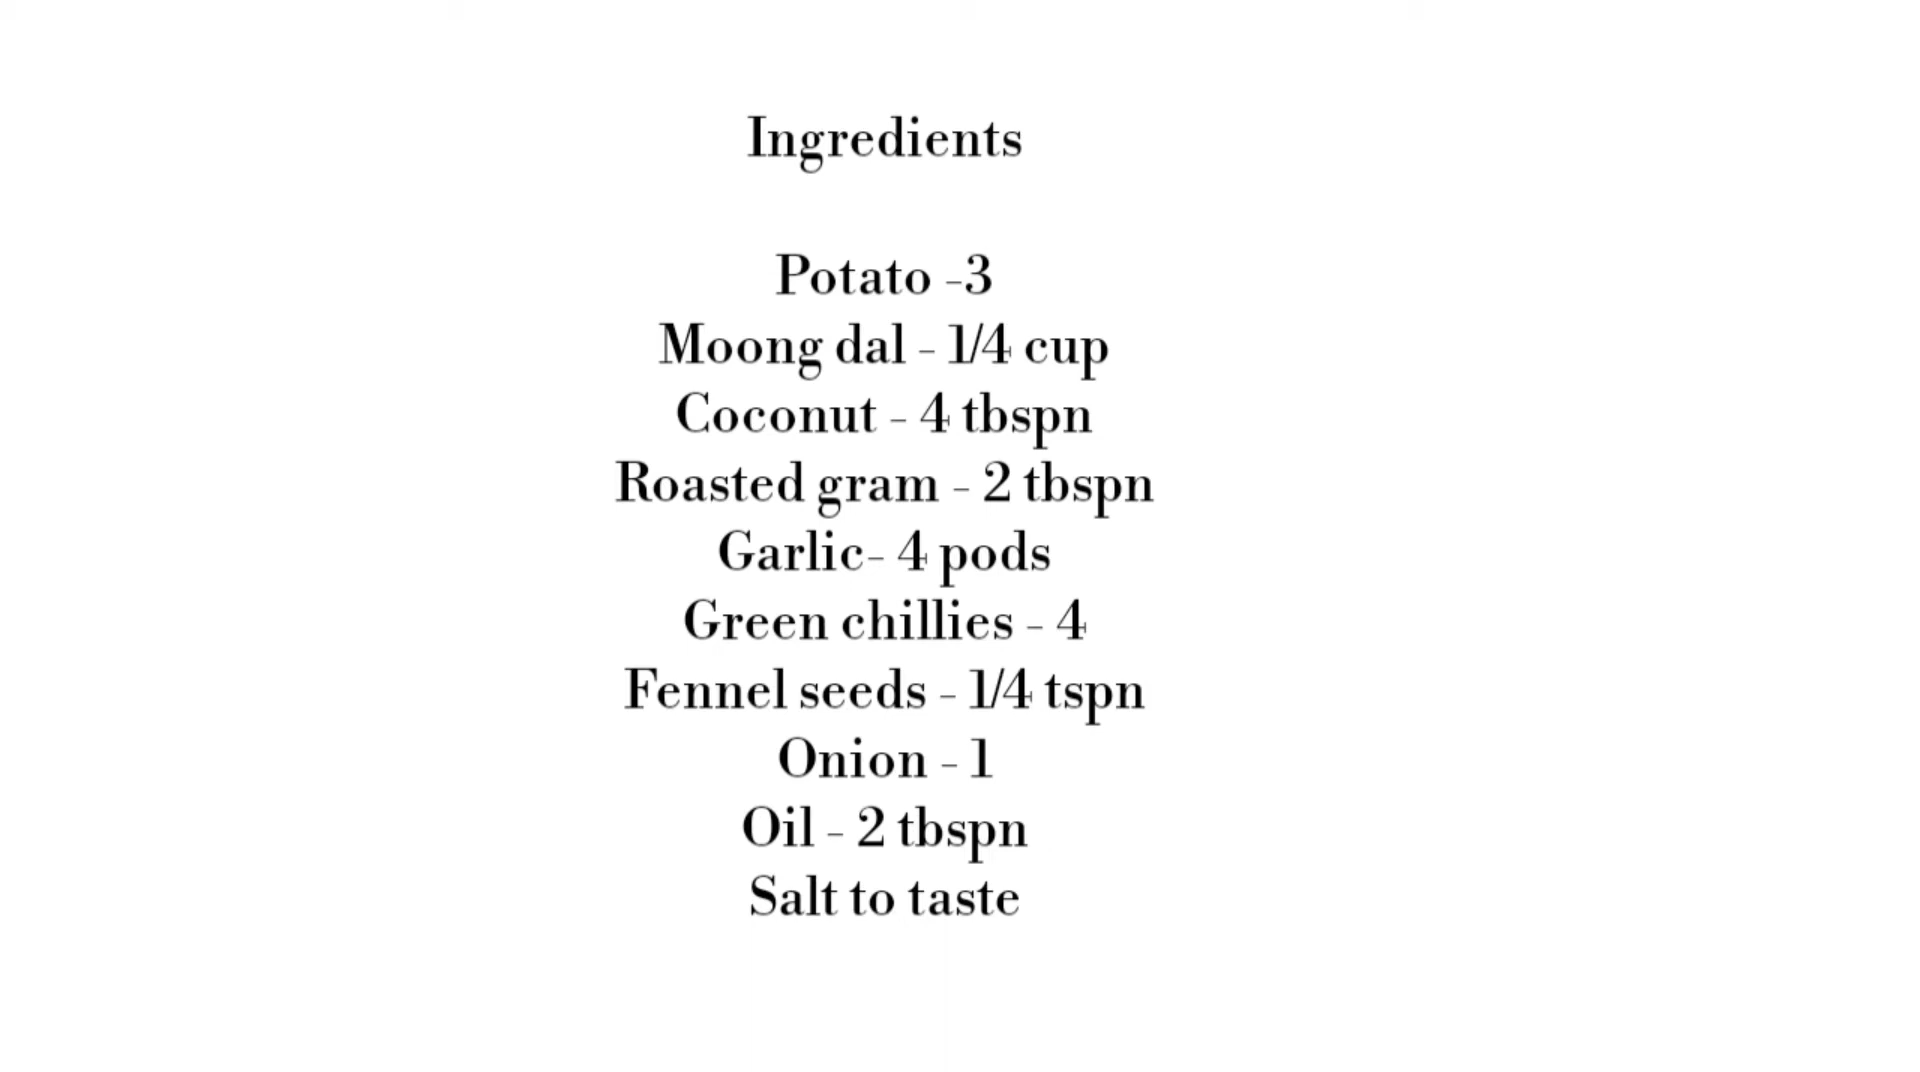 Ingredients
Potato -3
Moong dal - 1/4 cup
Coconut - 4 tbspn
Roasted gram - 2 tbspn
Garlic- 4 pods
Green chillies - 4
Fennel seeds - 1/4 tspn
Onion - 1
Oil - 2 tbspn
Salt to taste